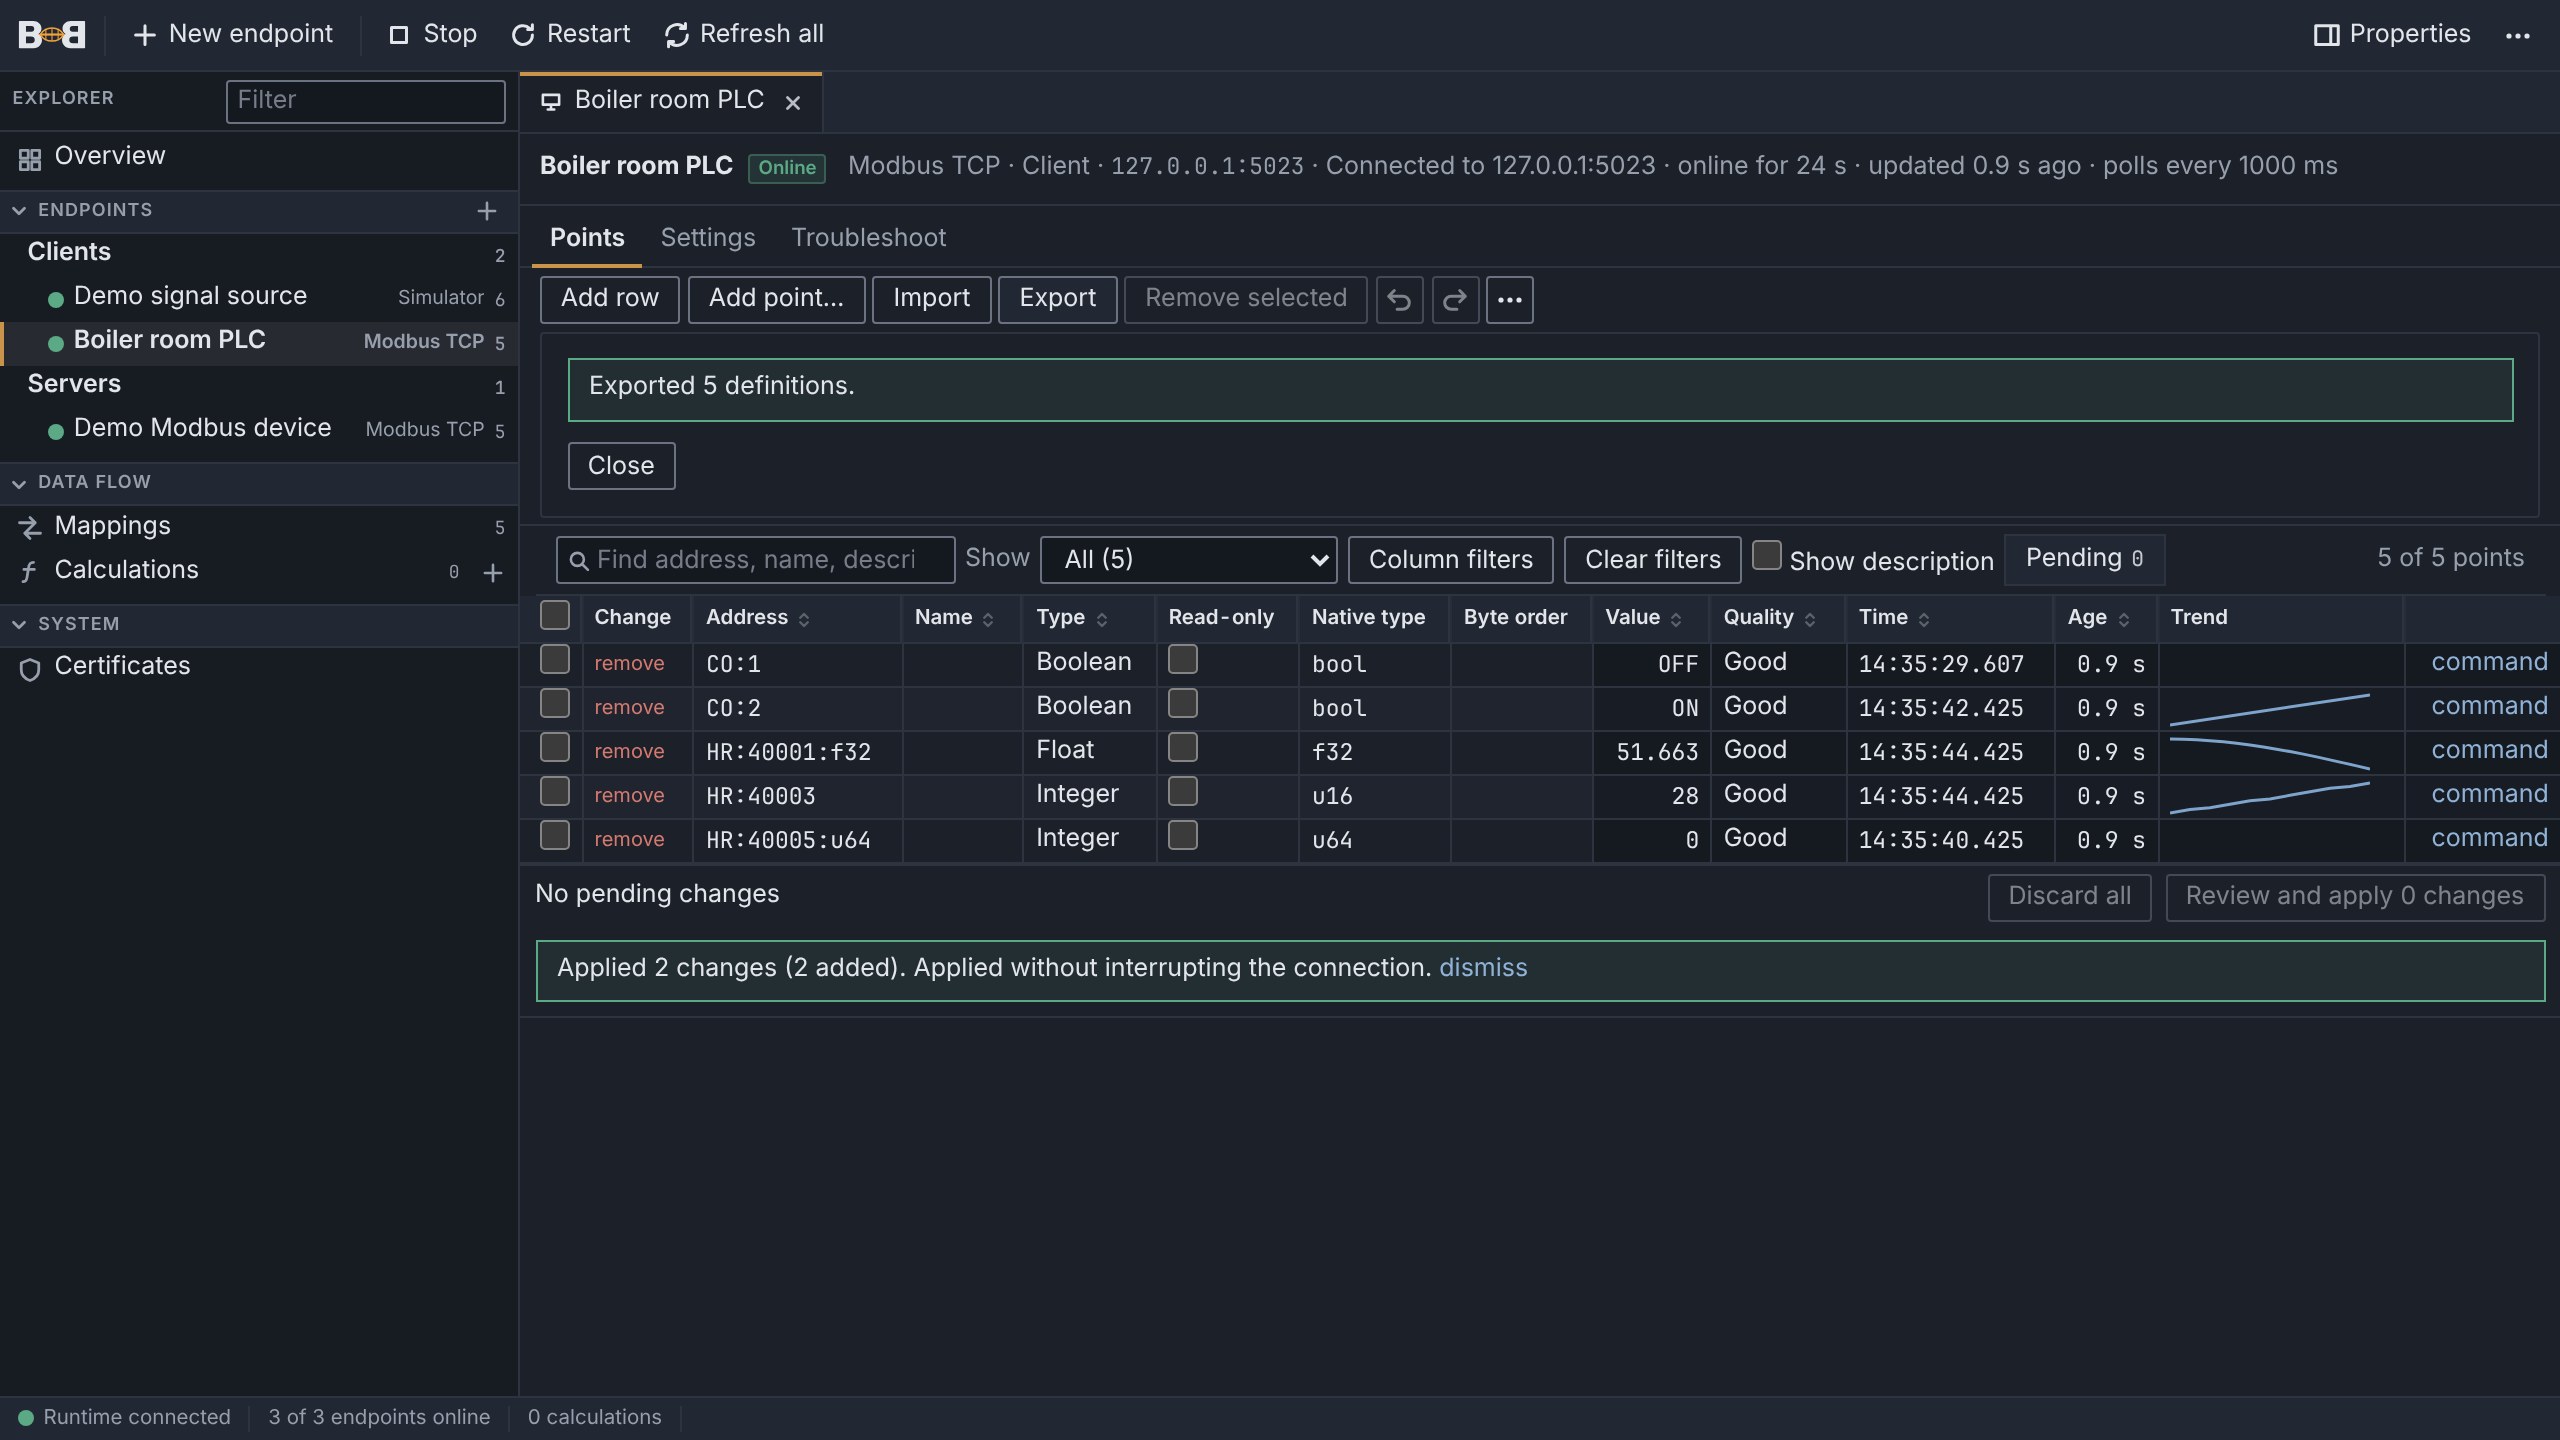 BOB
New endpoint
Stop
Restart
Refresh all
Properties
EXPLORER
Filter
Overview
ENDPOINTS
Clients 2
Demo signal source Simulator 6
Boiler room PLC Modbus TCP 5
Servers 1
Demo Modbus device Modbus TCP 5
DATA FLOW
Mappings 5
Calculations 0
SYSTEM
Certificates
Boiler room PLC
Boiler room PLC Online Modbus TCP · Client · 127.0.0.1:5023 · Connected to 127.0.0.1:5023 · online for 24 s · updated 0.9 s ago · polls every 1000 ms
Points Settings Troubleshoot
Add row Add point... Import Export Remove selected
Exported 5 definitions.
Close
Find address, name, descri Show All (5) Column filters Clear filters Show description Pending 0 5 of 5 points
Change Address Name Type Read-only Native type Byte order Value Quality Time Age Trend
remove CO:1 Boolean bool OFF Good 14:35:29.607 0.9 s command
remove CO:2 Boolean bool ON Good 14:35:42.425 0.9 s command
remove HR:40001:f32 Float f32 51.663 Good 14:35:44.425 0.9 s command
remove HR:40003 Integer u16 28 Good 14:35:44.425 0.9 s command
remove HR:40005:u64 Integer u64 0 Good 14:35:40.425 0.9 s command
No pending changes Discard all Review and apply 0 changes
Applied 2 changes (2 added). Applied without interrupting the connection. dismiss
Runtime connected 3 of 3 endpoints online 0 calculations